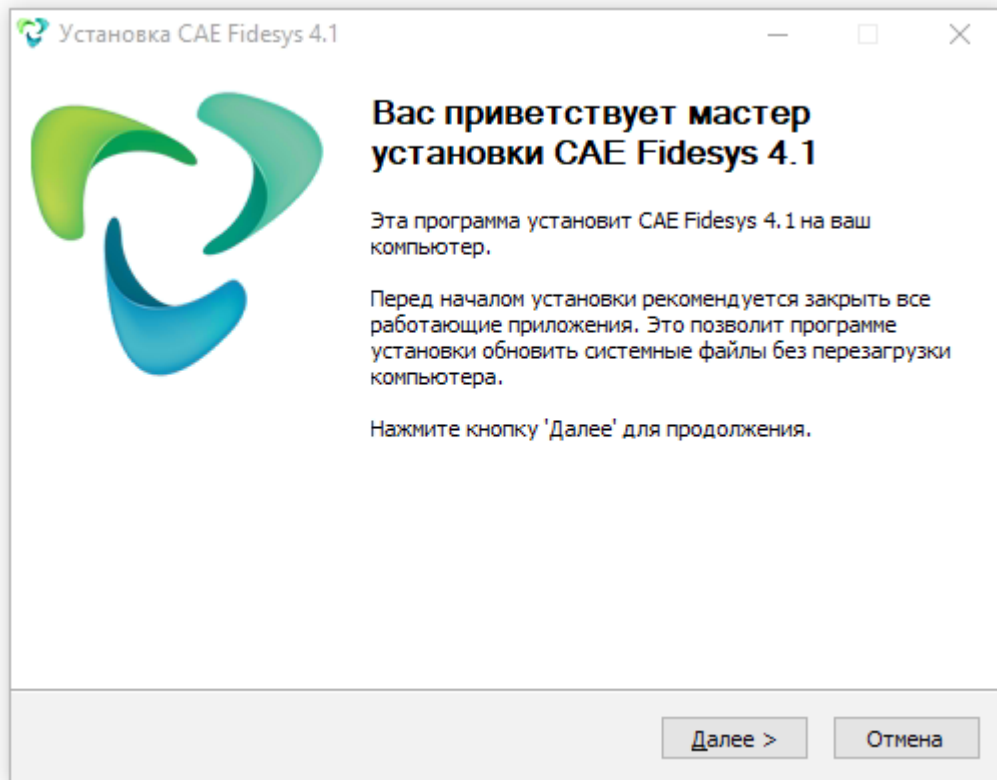 Установка CAE Fidesys 4.1
Вас приветствует мастер
установки CAE Fidesys 4.1
Эта программа установит CAE Fidesys 4.1 на ваш
компьютер.
Перед началом установки рекомендуется закрыть все
работающие приложения. Это позволит программе
установки обновить системные файлы без перезагрузки
компьютера.
Нажмите кнопку 'Далее' для продолжения.
Далее > Отмена